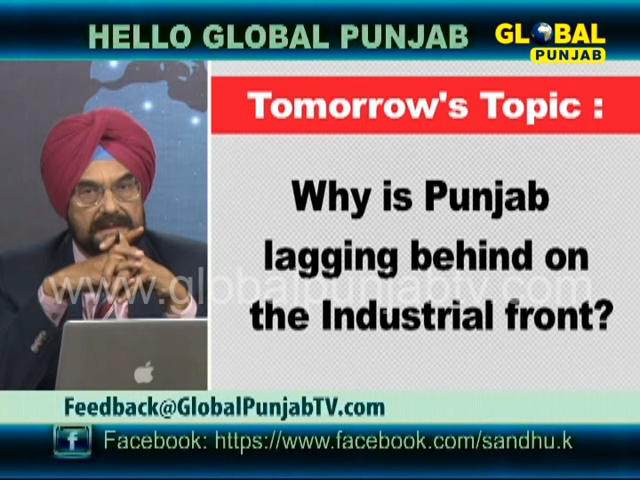 HELLO GLOBAL PUNJAB
GLOBAL
PUNJAB
Tomorrow's Topic :
Why is Punjab
lagging behind on
the Industrial front?
www.globalpunjabtv.com
Feedback@GlobalPunjabTV.com
f Facebook: https://www.facebook.com/sandhu.k